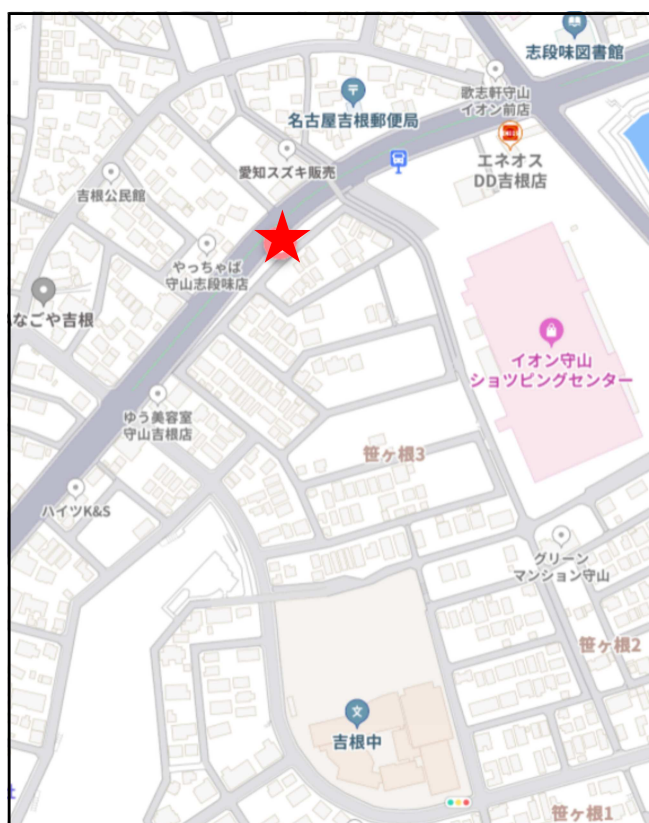 志段味図書館
歌志軒守山
イオン前店
名古屋吉根郵便局
エネオス
DD吉根店
愛知スズキ販売
吉根公民館
やっちゃば
守山志段味店
なごや吉根
イオン守山
ショツピングセンター
ゆう美容室
守山吉根店
笹ヶ根3
ハイツK&S
グリーン
マンション守山
笹ヶ根2
文
吉根中
笹ヶ根1